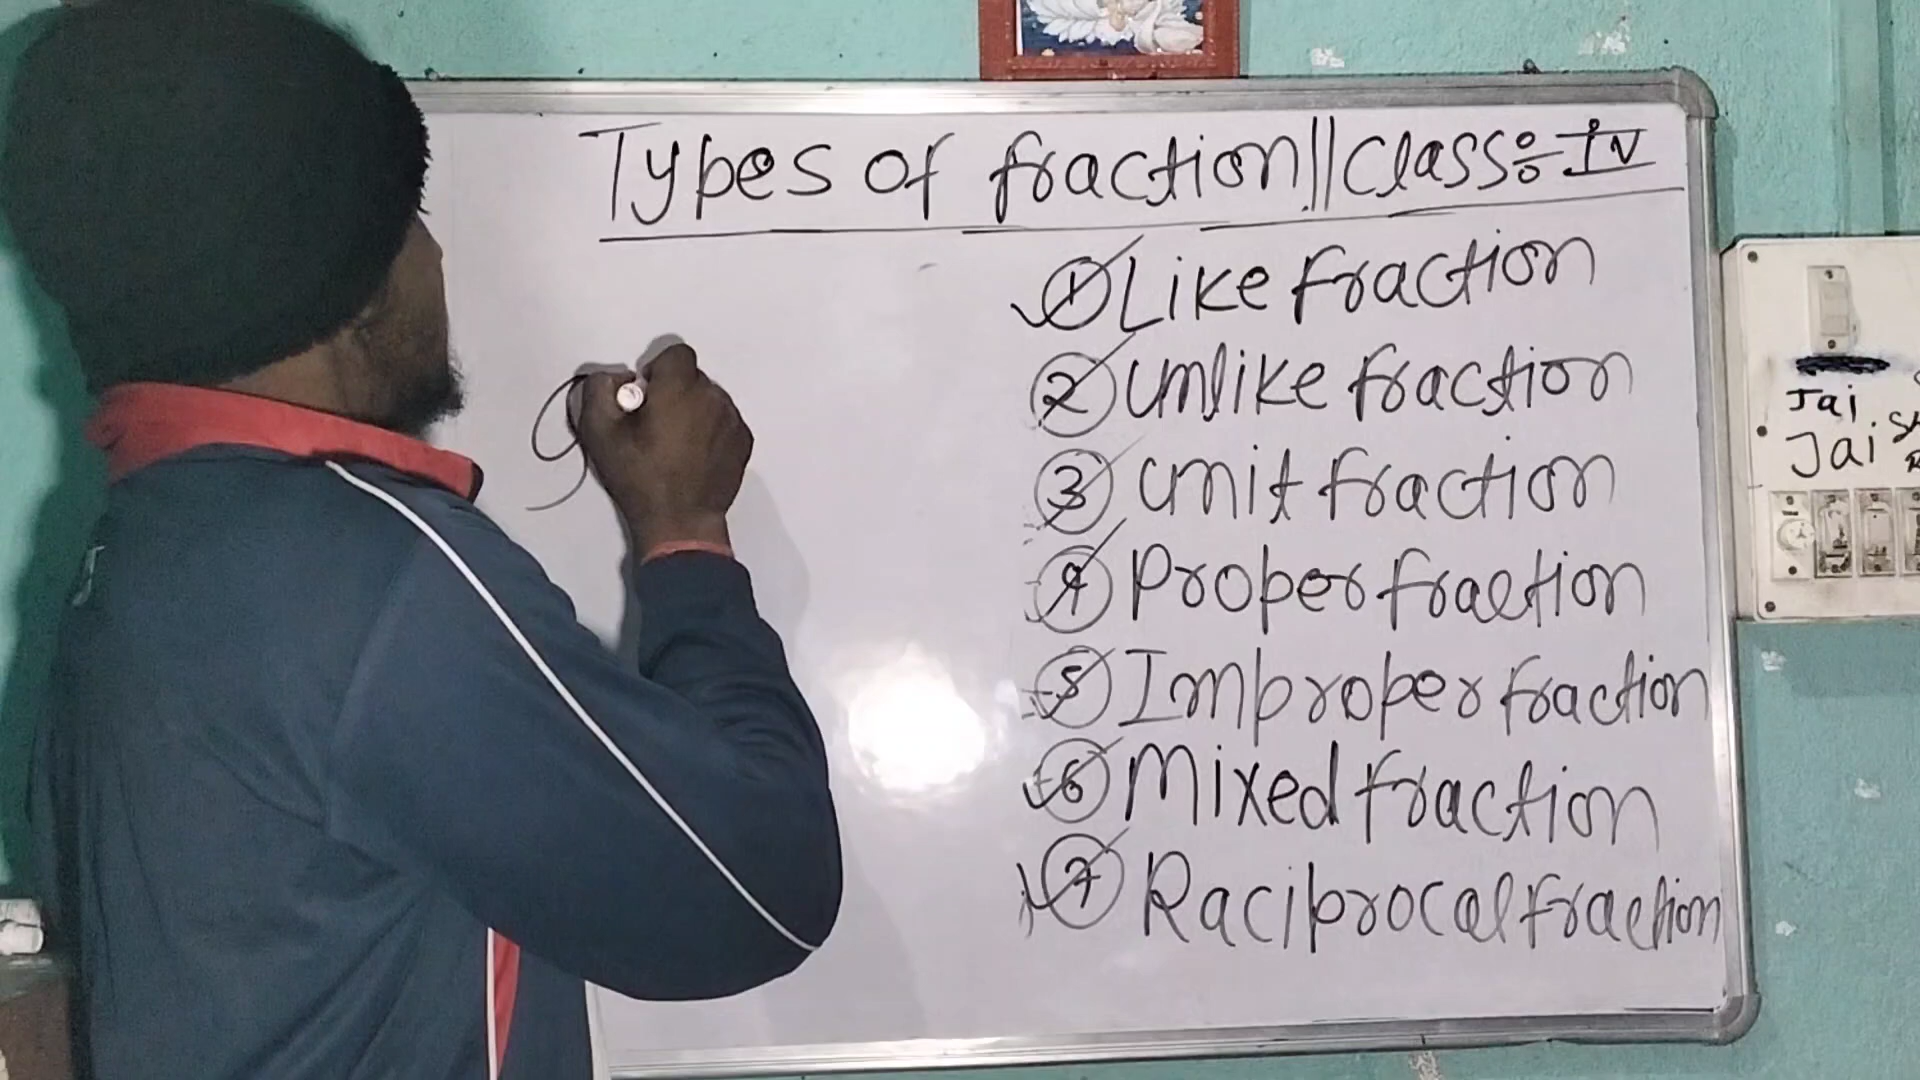 Types of fraction || Class:- IV
① Like fraction
② unlike fraction
③ unit fraction
④ Proper fraction
⑤ Improper fraction
⑥ Mixed fraction
⑦ Raciprocal fraction
9
Jai
Jai